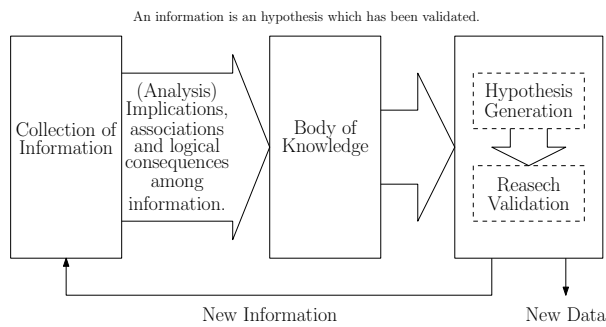 An information is an hypothesis which has been validated.
Collection of
Information
(Analysis)
Implications,
associations
and logical
consequences
among
information.
Body of
Knowledge
Hypothesis
Generation
Reasech
Validation
New Information
New Data